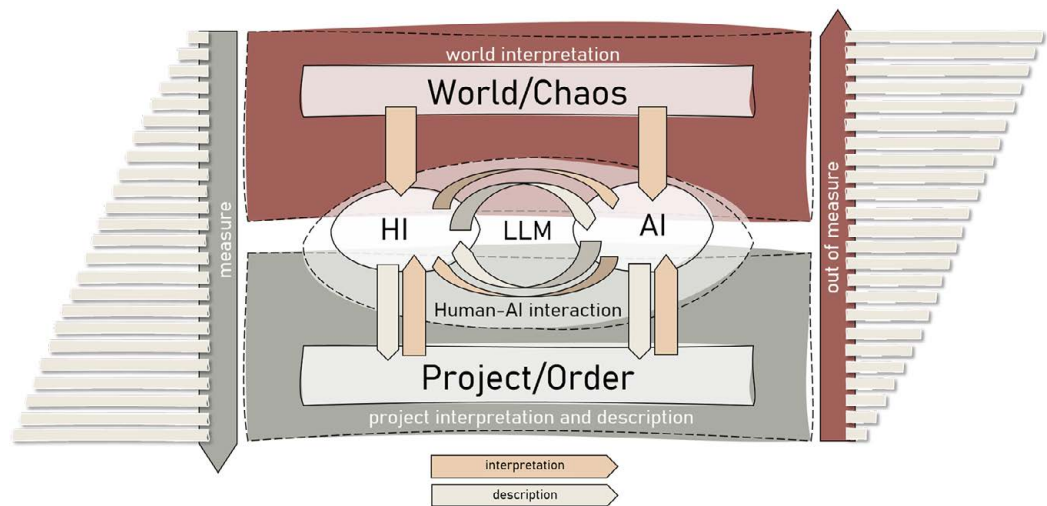 world interpretation
World/Chaos
measure
out of measure
HI
LLM
AI
Human-AI interaction
Project/Order
project interpretation and description
interpretation
description